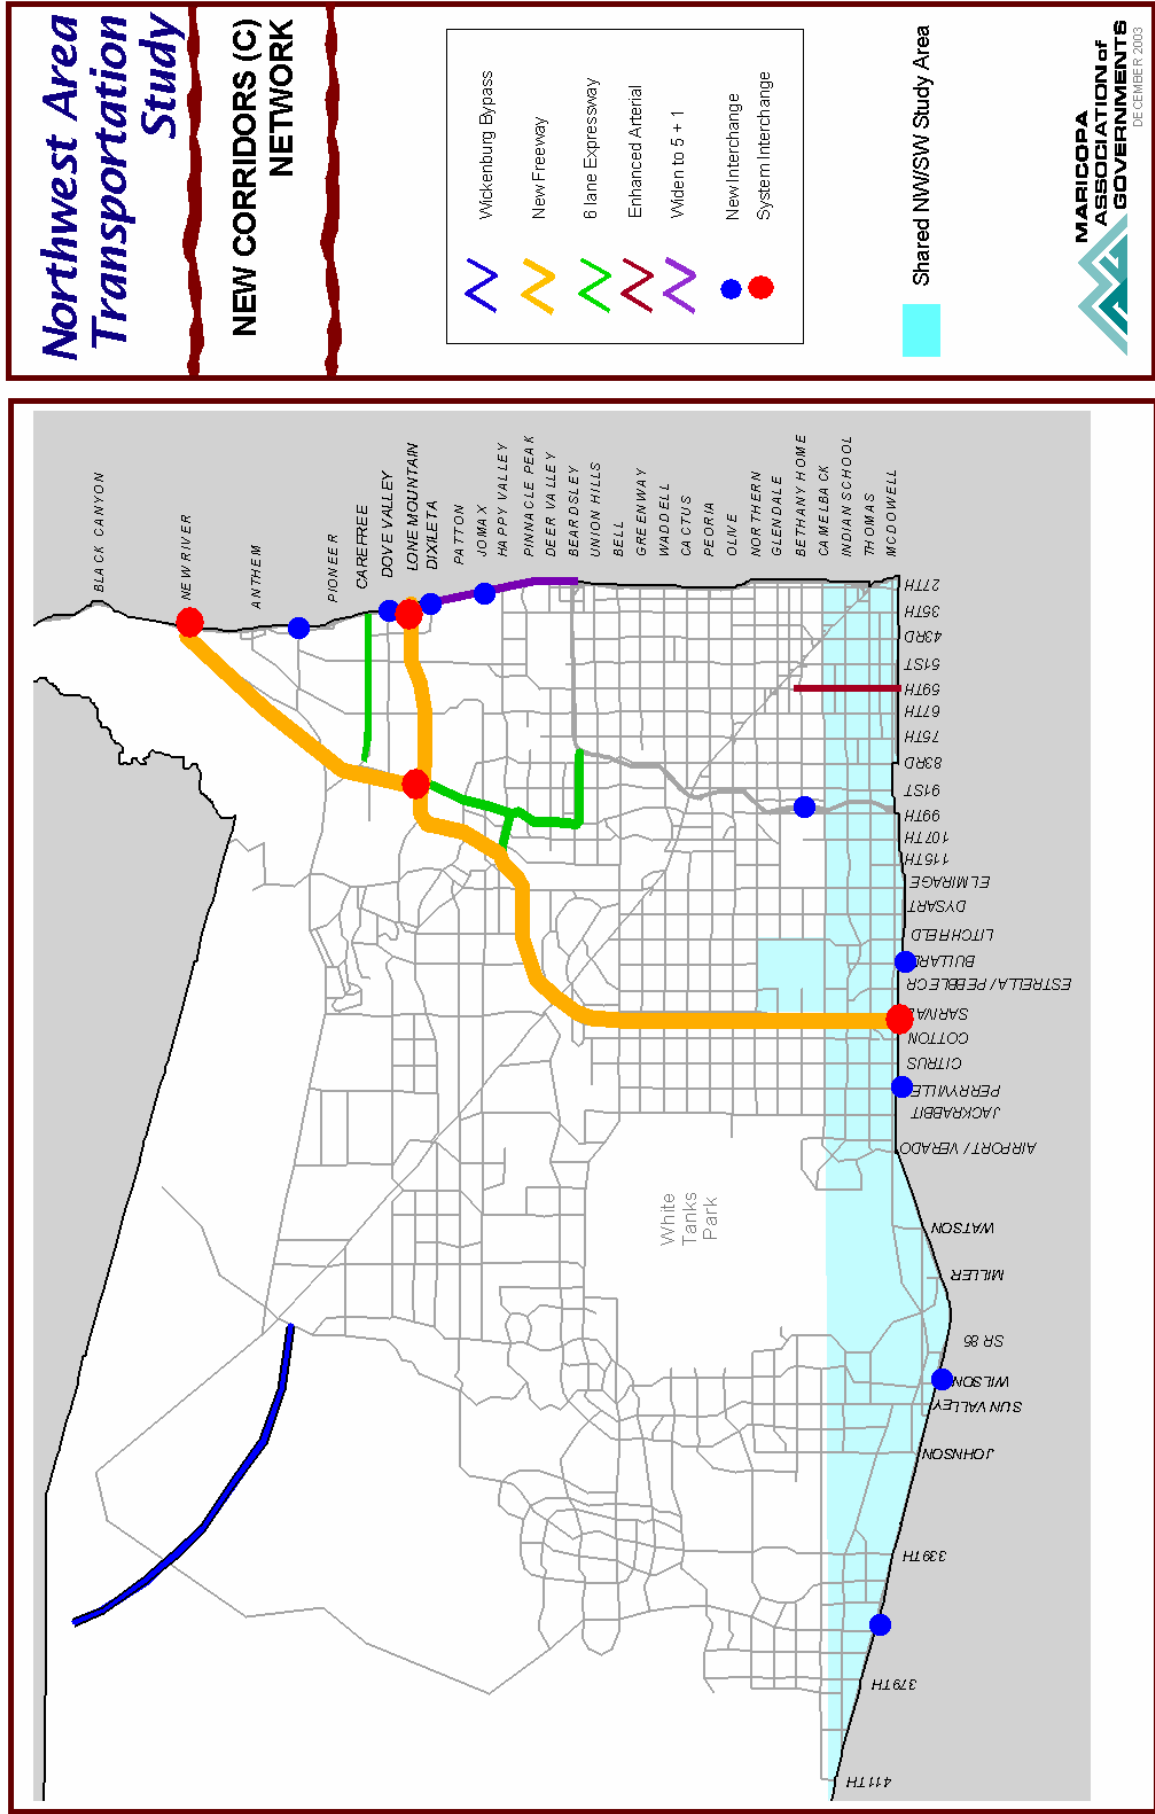 Northwest Area
Transportation
Study
NEW CORRIDORS (C)
NETWORK
Wickenburg Bypass
New Freeway
6 lane Expressway
Enhanced Arterial
Widen to 5 + 1
New Interchange
System Interchange
Shared NW/SW Study Area
MARICOPA
ASSOCIATION of
GOVERNMENTS
DECEMBER 2003
BLACK CANYON
NEW RIVER
ANTHEM
PIONEER
CAREFREE
DOVE VALLEY
LONE MOUNTAIN
DIXILETA
PATTON
JOMAX
HAPPY VALLEY
PINNACLE PEAK
DEER VALLEY
BEARDSLEY
UNION HILLS
BELL
GREENWAY
WADDELL
CACTUS
PEORIA
OLIVE
NORTHERN
GLENDALE
BETHANY HOME
CAMELBACK
INDIAN SCHOOL
THOMAS
MCDOWELL
27TH
35TH
43RD
51ST
59TH
67TH
75TH
83RD
91ST
99TH
107TH
115TH
ELMIRAGE
DYSART
LITCHFIELD
BULLARD
ESTRELLA / PEBBLECR
SARIVAL
COTTON
CITRUS
PERRYVILLE
JACKRABBIT
AIRPORT / VERADO
WATSON
MILLER
SR 85
WILSON
SUN VALLEY
JOHNSON
339TH
379TH
411TH
White
Tanks
Park